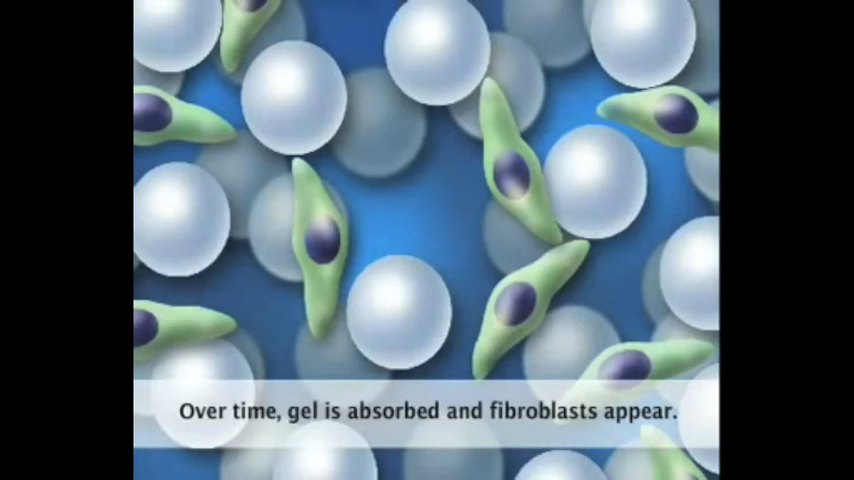 Over time, gel is absorbed and fibroblasts appear.